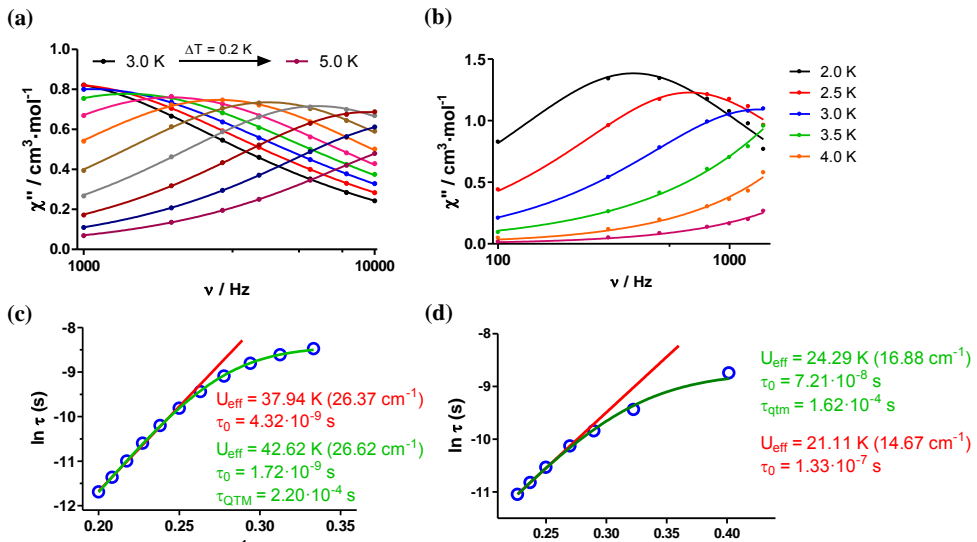 (a)
3.0 K
ΔT = 0.2 K
5.0 K
χ'' / cm³·mol⁻¹
1.0
0.8
0.6
0.4
0.2
0.0
1000
10000
ν / Hz
(b)
χ'' / cm³·mol⁻¹
1.5
1.0
0.5
0.0
100
1000
ν / Hz
2.0 K
2.5 K
3.0 K
3.5 K
4.0 K
(c)
ln τ (s)
-8
-9
-10
-11
-12
0.20
0.25
0.30
0.35
U_eff = 37.94 K (26.37 cm⁻¹)
τ₀ = 4.32·10⁻⁹ s
U_eff = 42.62 K (26.62 cm⁻¹)
τ₀ = 1.72·10⁻⁹ s
τ_QTM = 2.20·10⁻⁴ s
(d)
ln τ (s)
-8
-9
-10
-11
0.25
0.30
0.35
0.40
U_eff = 24.29 K (16.88 cm⁻¹)
τ₀ = 7.21·10⁻⁸ s
τ_qtm = 1.62·10⁻⁴ s
U_eff = 21.11 K (14.67 cm⁻¹)
τ₀ = 1.33·10⁻⁷ s